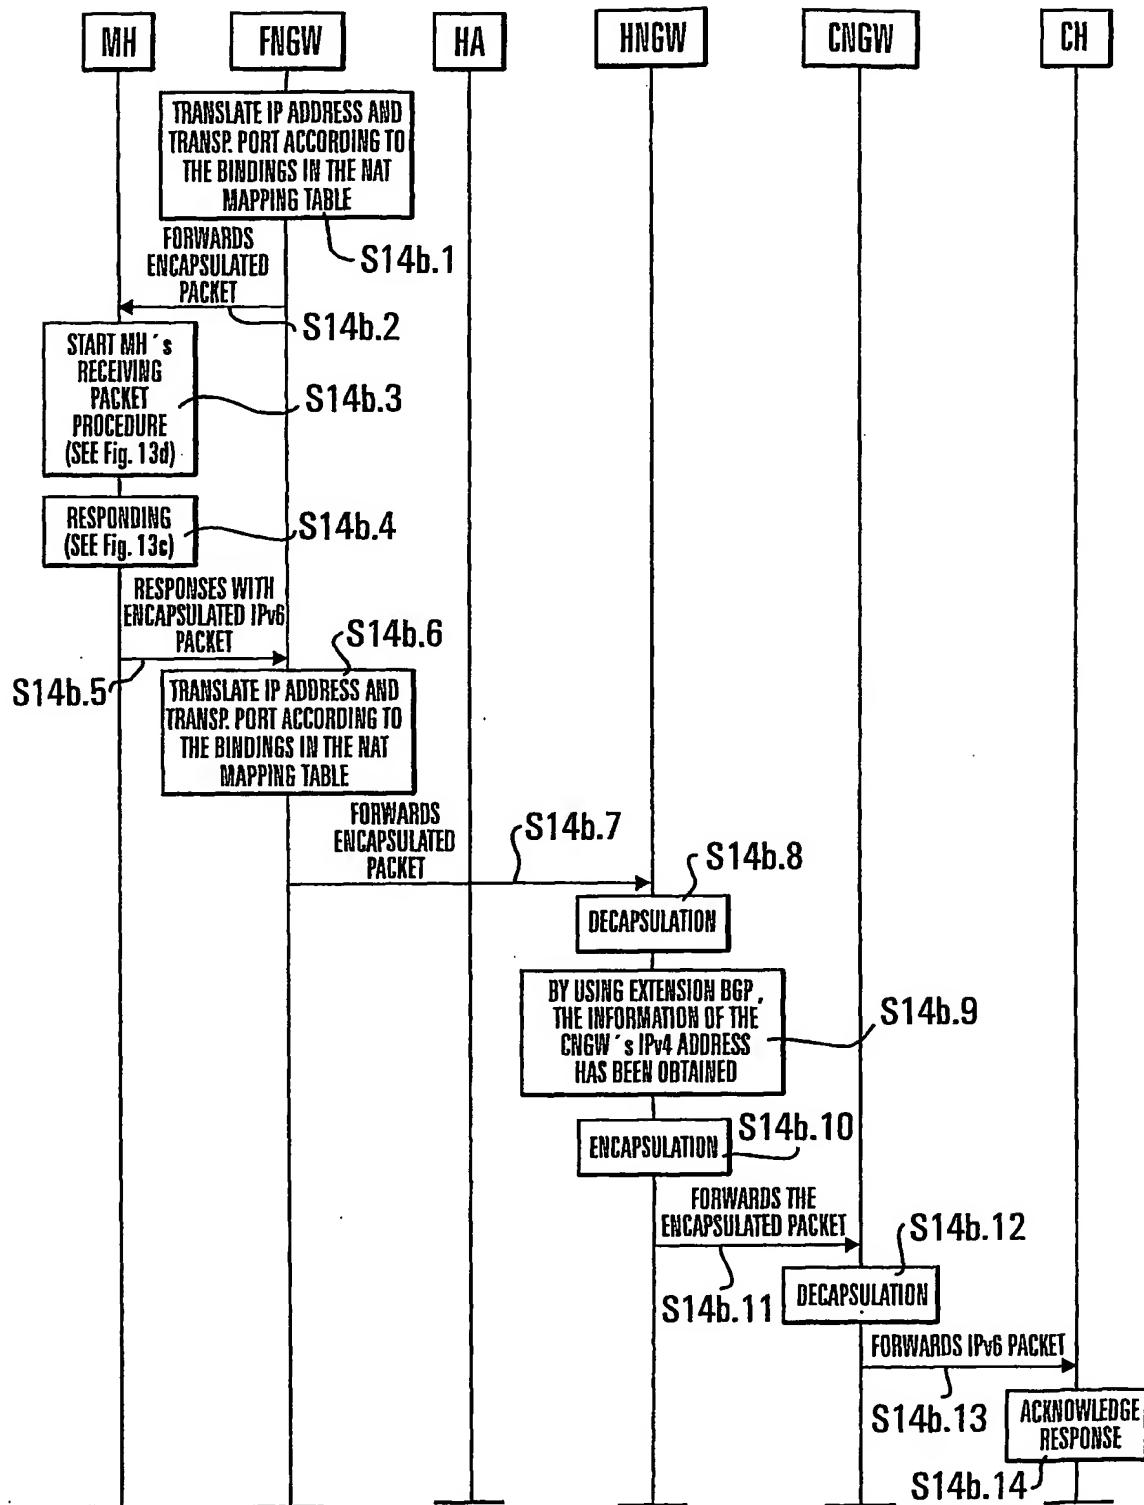 MH
FNGW
HA
HNGW
CNGW
CH
TRANSLATE IP ADDRESS AND
TRANSP. PORT ACCORDING TO
THE BINDINGS IN THE NAT
MAPPING TABLE
S14b.1
FORWARDS
ENCAPSULATED
PACKET
S14b.2
START MH´s
RECEIVING
PACKET
PROCEDURE
(SEE Fig. 13d)
S14b.3
RESPONDING
(SEE Fig. 13c)
S14b.4
RESPONSES WITH
ENCAPSULATED IPv6
PACKET
S14b.5
S14b.6
TRANSLATE IP ADDRESS AND
TRANSP. PORT ACCORDING TO
THE BINDINGS IN THE NAT
MAPPING TABLE
FORWARDS
ENCAPSULATED
PACKET
S14b.7
S14b.8
DECAPSULATION
BY USING EXTENSION BGP,
THE INFORMATION OF THE
CNGW´s IPv4 ADDRESS
HAS BEEN OBTAINED
S14b.9
ENCAPSULATION
S14b.10
FORWARDS THE
ENCAPSULATED PACKET
S14b.11
S14b.12
DECAPSULATION
FORWARDS IPv6 PACKET
S14b.13
ACKNOWLEDGE
RESPONSE
S14b.14